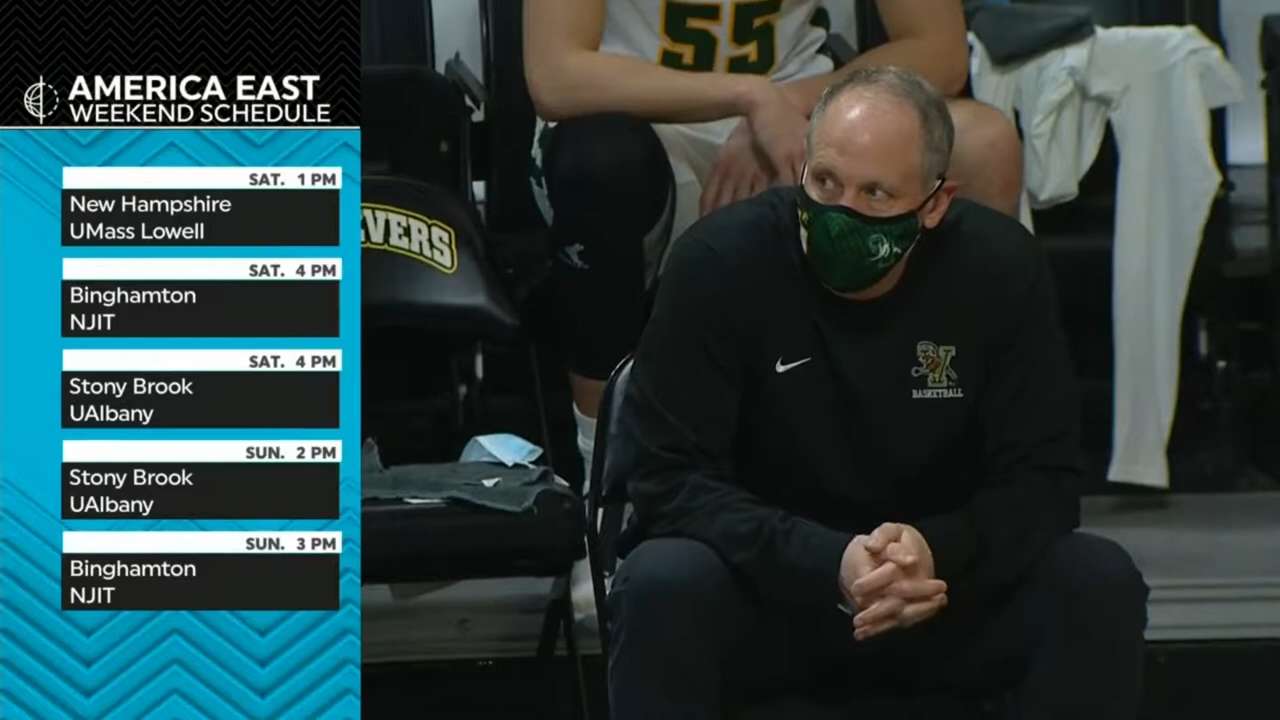 AMERICA EAST
WEEKEND SCHEDULE
SAT. 1 PM
New Hampshire
UMass Lowell
SAT. 4 PM
Binghamton
NJIT
SAT. 4 PM
Stony Brook
UAlbany
SUN. 2 PM
Stony Brook
UAlbany
SUN. 3 PM
Binghamton
NJIT
55
EVERS
V
BASKETBALL